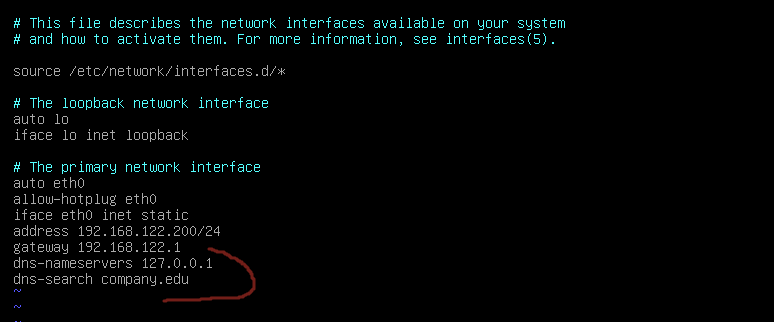 # This file describes the network interfaces available on your system
# and how to activate them. For more information, see interfaces(5).
source /etc/network/interfaces.d/*
# The loopback network interface
auto lo
iface lo inet loopback
# The primary network interface
auto eth0
allow-hotplug eth0
iface eth0 inet static
address 192.168.122.200/24
gateway 192.168.122.1
dns-nameservers 127.0.0.1
dns-search company.edu
~
~
~